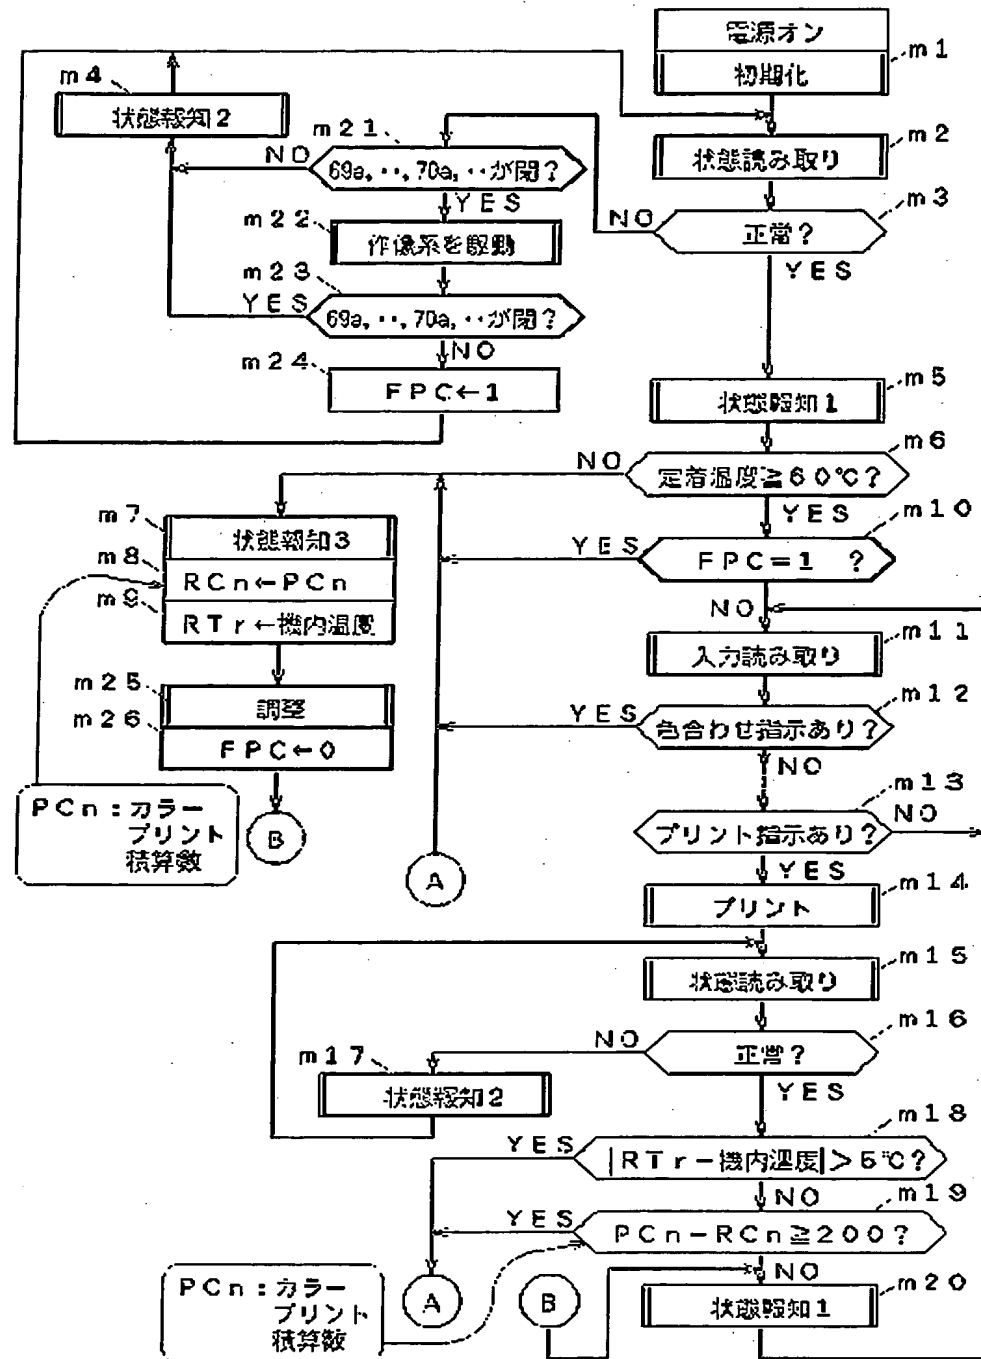 電源オン
初期化
m1
m4
状態報知2
m21
NO
69a,‥,70a,‥が閉?
YES
m2
状態読み取り
m3
NO
正常?
YES
m22
作像系を駆動
m23
YES
69a,‥,70a,‥が閉?
NO
m24
FPC←1
m5
状態報知1
m6
NO
定着温度≧60℃?
YES
m7
状態報知3
m8
RCn←PCn
m9
RTr←機内温度
m10
YES
FPC=1 ?
NO
m11
入力読み取り
m25
調整
m26
FPC←0
m12
YES
色合わせ指示あり?
NO
PCn:カラー
プリント
積算数
B
A
m13
NO
プリント指示あり?
YES
m14
プリント
m15
状態読み取り
m16
NO
正常?
YES
m17
状態報知2
m18
YES
|RTr-機内温度|>5℃?
NO
m19
YES
PCn-RCn≧200?
NO
PCn:カラー
プリント
積算数
A
B
m20
状態報知1